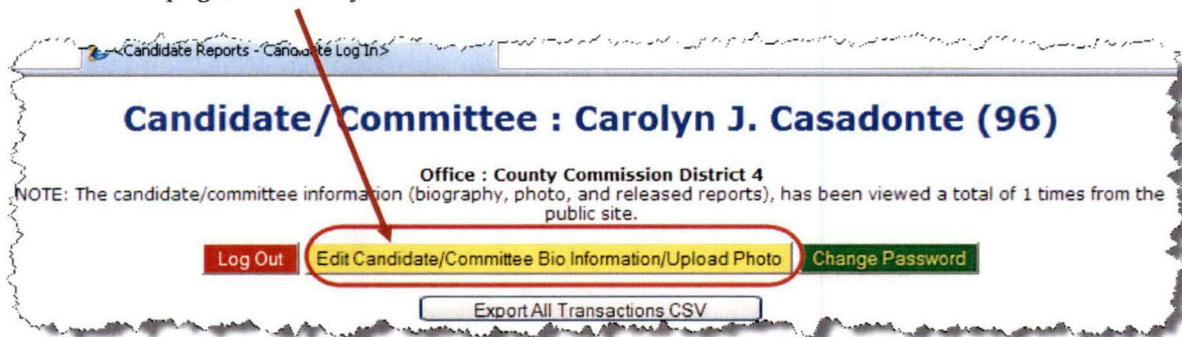 <Candidate Reports - Candidate Log In>
Candidate/Committee : Carolyn J. Casadonte (96)
Office : County Commission District 4
NOTE: The candidate/committee information (biography, photo, and released reports), has been viewed a total of 1 times from the
public site.
Log Out Edit Candidate/Committee Bio Information/Upload Photo Change Password
Export All Transactions CSV